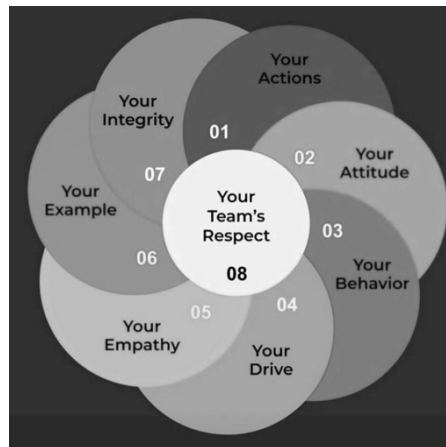 Your
Actions
01
02
Your
Attitude
03
Your
Behavior
04
Your
Drive
05
Your
Empathy
06
Your
Example
07
Your
Integrity
Your
Team's
Respect
08